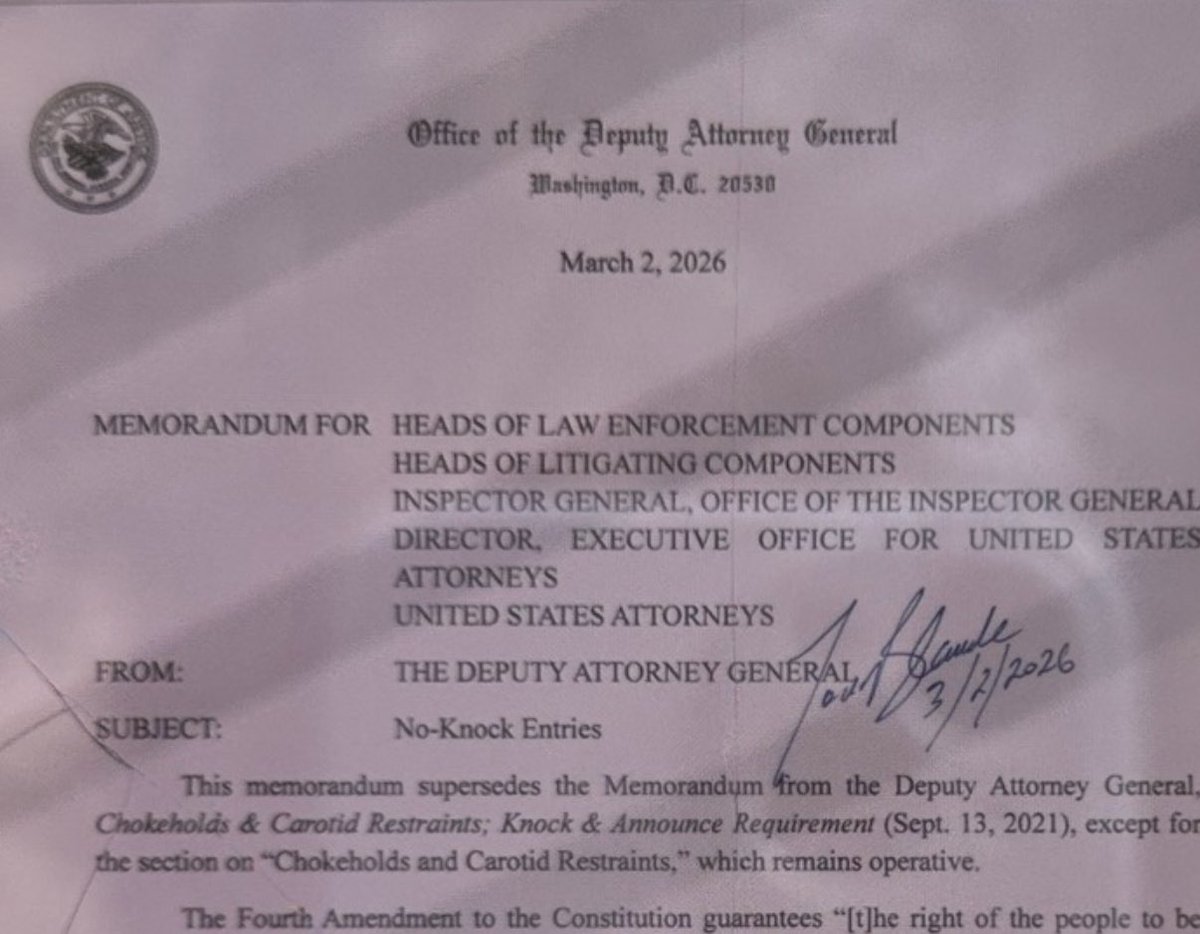 Office of the Deputy Attorney General
Washington, D.C. 20530
March 2, 2026
MEMORANDUM FOR HEADS OF LAW ENFORCEMENT COMPONENTS
HEADS OF LITIGATING COMPONENTS
INSPECTOR GENERAL, OFFICE OF THE INSPECTOR GENERAL
DIRECTOR, EXECUTIVE OFFICE FOR UNITED STATES
ATTORNEYS
UNITED STATES ATTORNEYS
FROM: THE DEPUTY ATTORNEY GENERAL
3/2/2026
SUBJECT: No-Knock Entries
This memorandum supersedes the Memorandum from the Deputy Attorney General,
Chokeholds & Carotid Restraints; Knock & Announce Requirement (Sept. 13, 2021), except for
the section on “Chokeholds and Carotid Restraints,” which remains operative.
The Fourth Amendment to the Constitution guarantees “[t]he right of the people to be